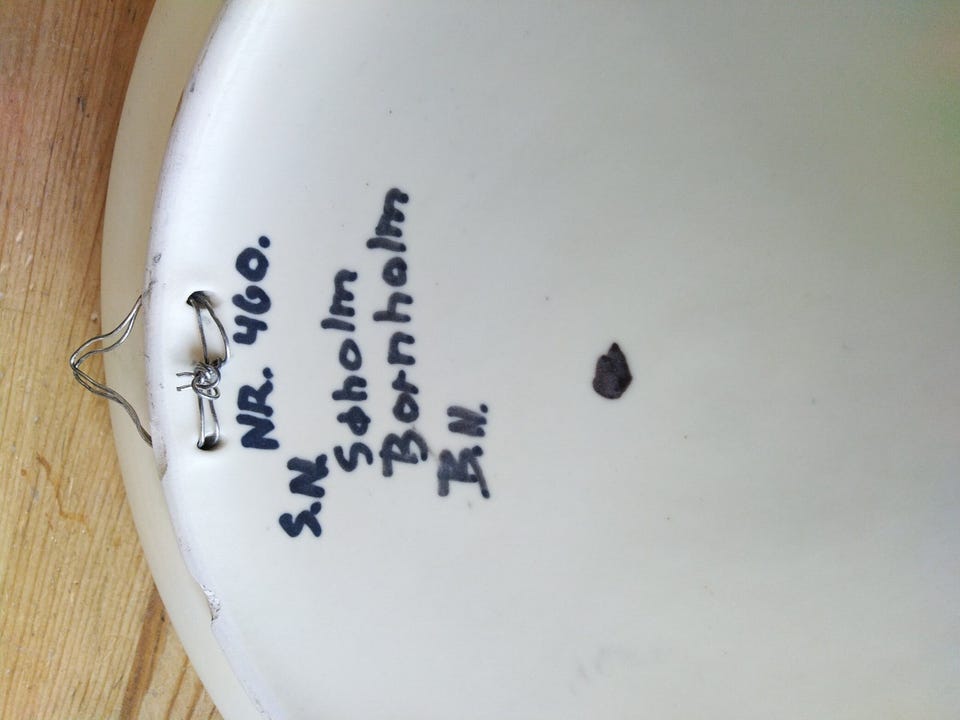 NR. 460.
S.N.
Søholm
Bornholm
B.N.